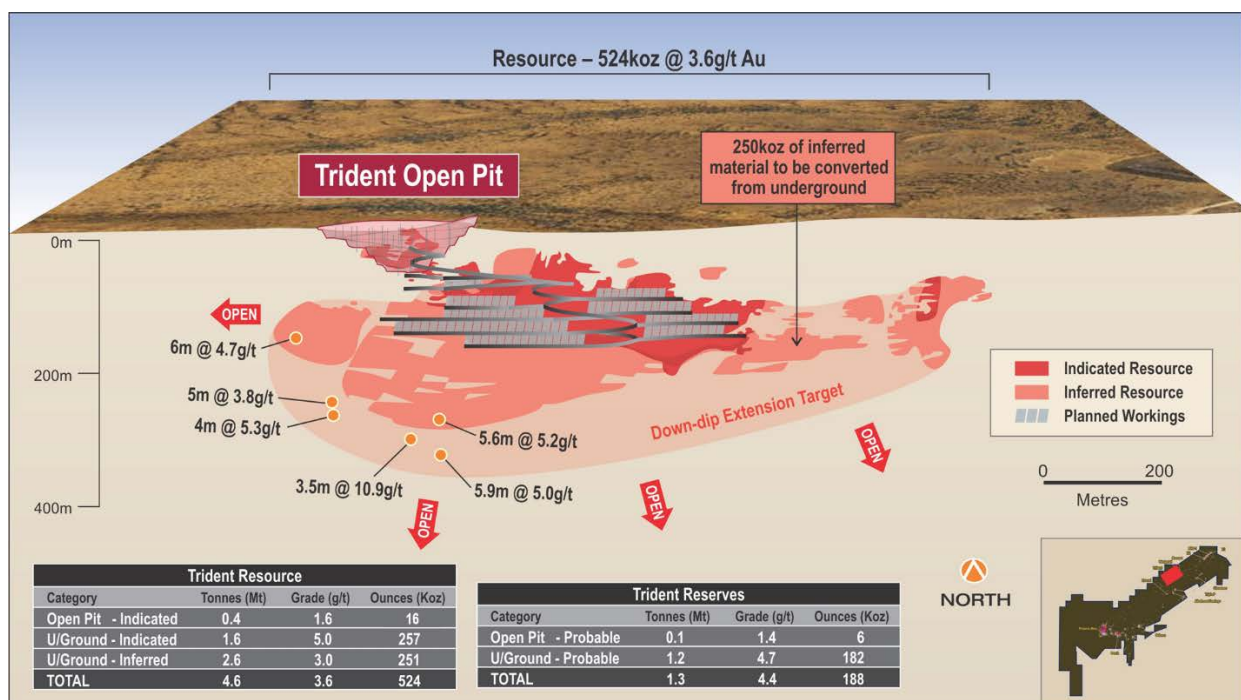 Resource – 524koz @ 3.6g/t Au
Trident Open Pit
250koz of inferred
material to be converted
from underground
0m
200m
400m
OPEN
6m @ 4.7g/t
5m @ 3.8g/t
4m @ 5.3g/t
3.5m @ 10.9g/t
5.6m @ 5.2g/t
5.9m @ 5.0g/t
Down-dip Extension Target
OPEN
OPEN
OPEN
Indicated Resource
Inferred Resource
Planned Workings
0 200
Metres
Trident Resource
Category Tonnes (Mt) Grade (g/t) Ounces (Koz)
Open Pit - Indicated 0.4 1.6 16
U/Ground - Indicated 1.6 5.0 257
U/Ground - Inferred 2.6 3.0 251
TOTAL 4.6 3.6 524
Trident Reserves
Category Tonnes (Mt) Grade (g/t) Ounces (Koz)
Open Pit - Probable 0.1 1.4 6
U/Ground - Probable 1.2 4.7 182
TOTAL 1.3 4.4 188
NORTH